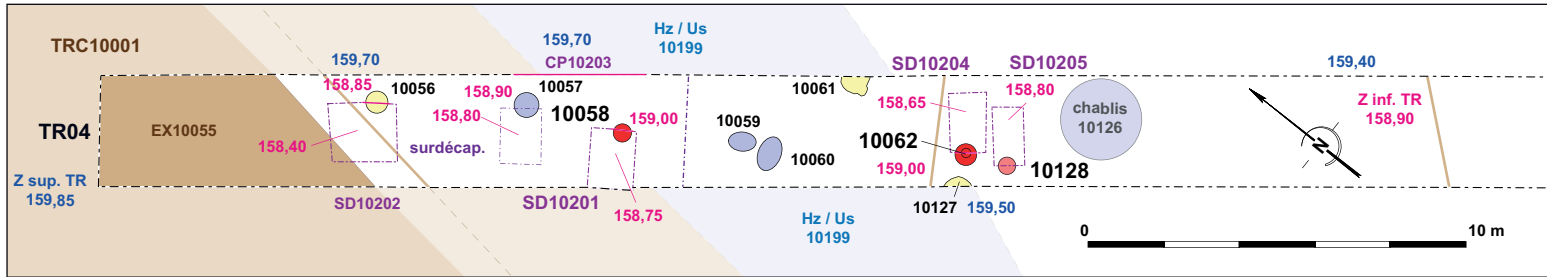 TRC10001
159,70
159,70
CP10203
Hz / Us
10199
SD10204
SD10205
159,40
158,85
10056
158,90
10057
10061
158,65
158,80
chablis
10126
Z inf. TR
158,90
TR04
EX10055
158,80
10058
159,00
10059
10060
10062
C
159,00
10128
N
158,40
surdécap.
Z sup. TR
159,85
SD10202
SD10201
158,75
Hz / Us
10199
10127
159,50
0
10 m